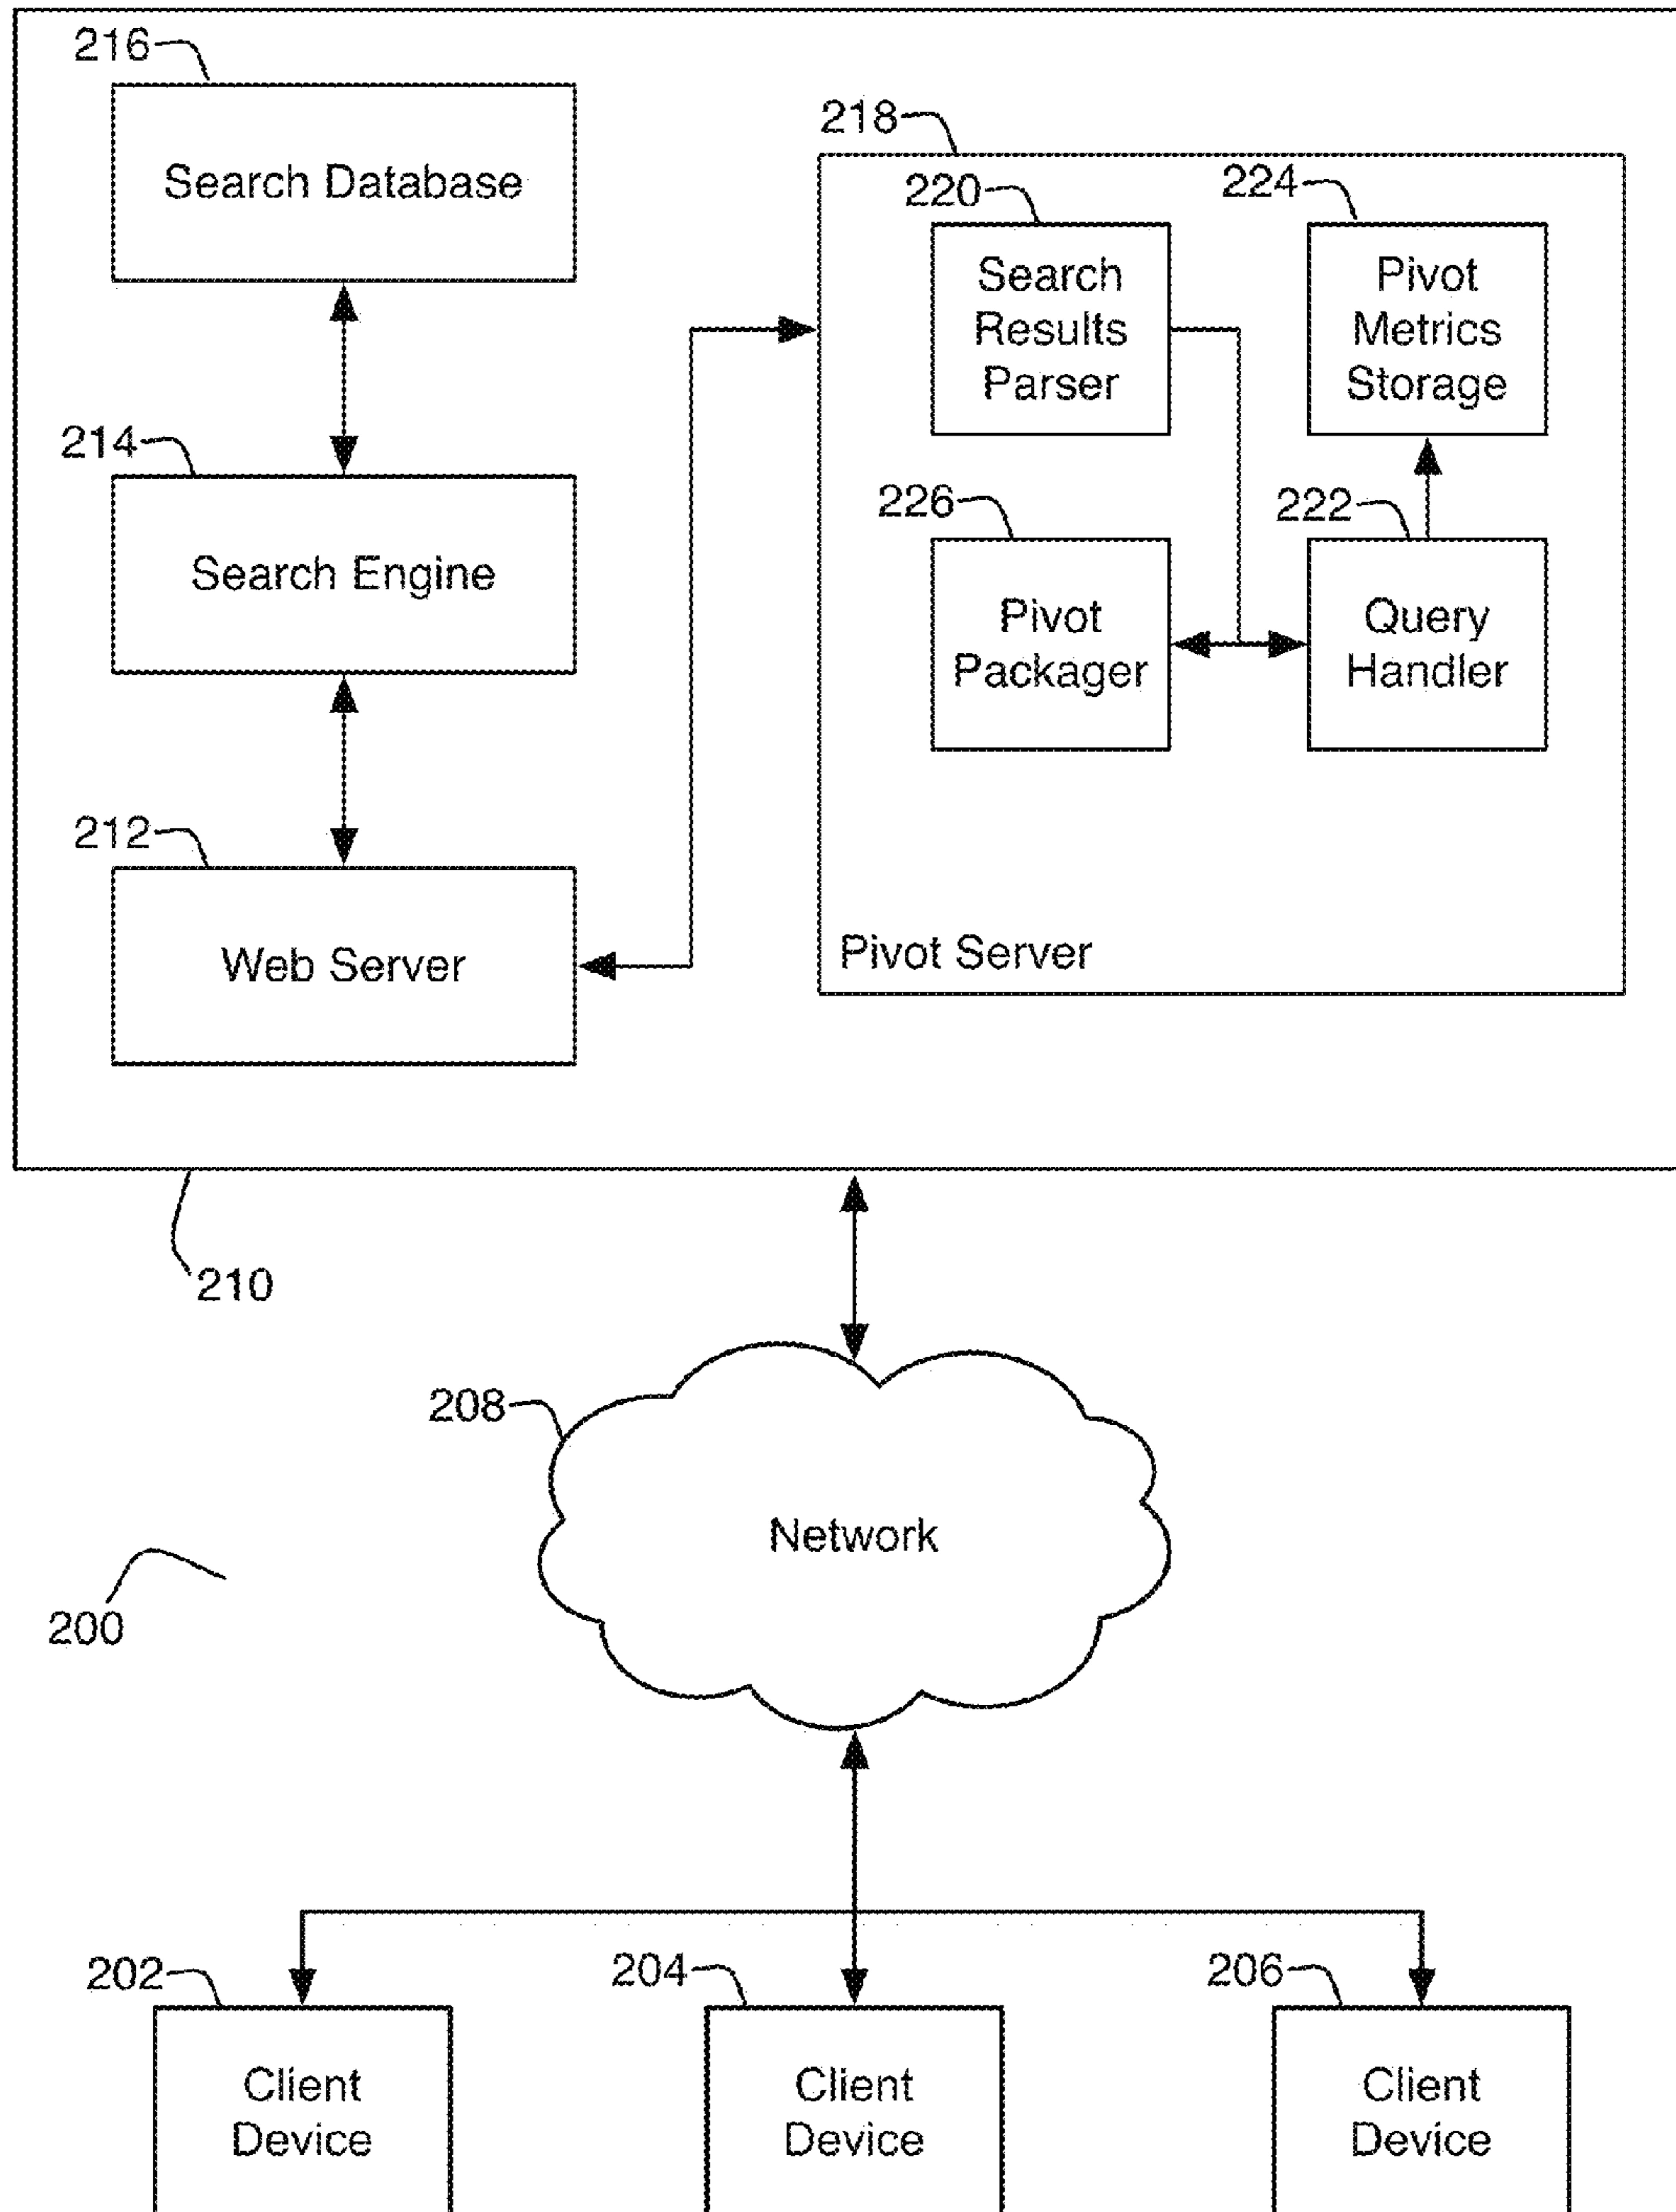 216
Search Database
218
220
224
Search
Results
Parser
Pivot
Metrics
Storage
214
Search Engine
226
222
Pivot
Packager
Query
Handler
212
Web Server
Pivot Server
210
208
Network
200
202
204
206
Client
Device
Client
Device
Client
Device